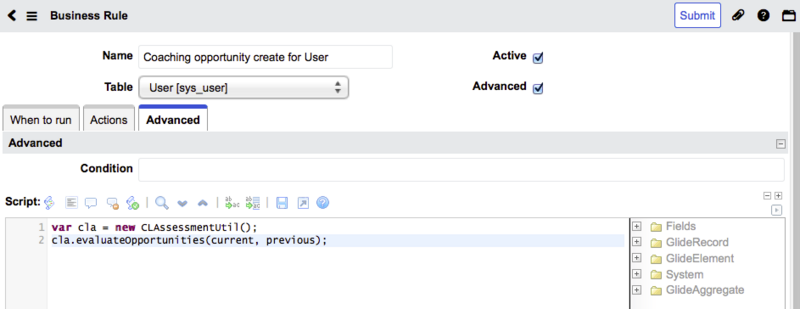 Business Rule
Submit
Name Coaching opportunity create for User Active
Table User [sys_user] Advanced
When to run Actions Advanced
Advanced
Condition
Script:
1 var cla = new CLAssessmentUtil();
2 cla.evaluateOpportunities(current, previous);
Fields
GlideRecord
GlideElement
System
GlideAggregate